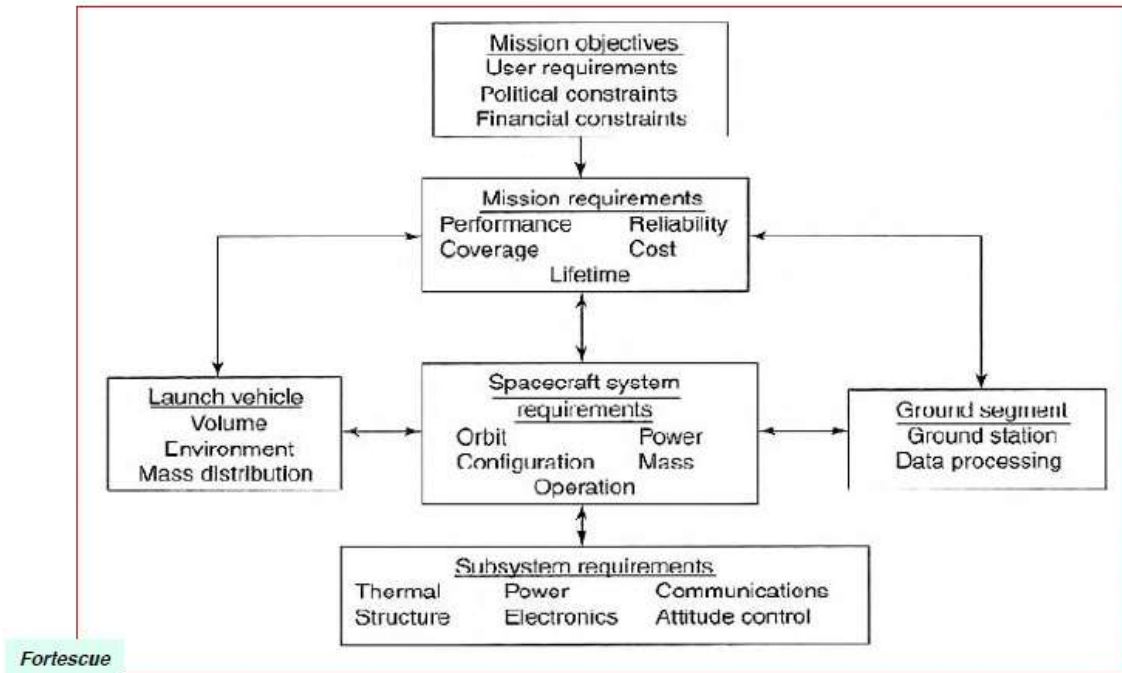 Mission objectives
User requirements
Political constraints
Financial constraints
Mission requirements
Performance Reliability
Coverage Cost
Lifetime
Launch vehicle
Volume
Environment
Mass distribution
Spacecraft system
requirements
Orbit Power
Configuration Mass
Operation
Ground segment
Ground station
Data processing
Subsystem requirements
Thermal Power Communications
Structure Electronics Attitude control
Fortescue